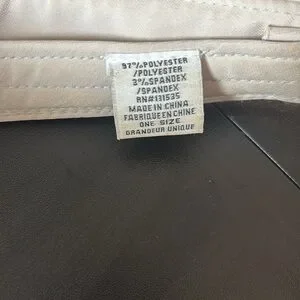 97%POLYESTER
/POLYESTER
3%SPANDEX
/SPANDEX
RN#131535
MADE IN CHINA
FABRIQUE EN CHINE
ONE SIZE
GRANDEUR UNIQUE